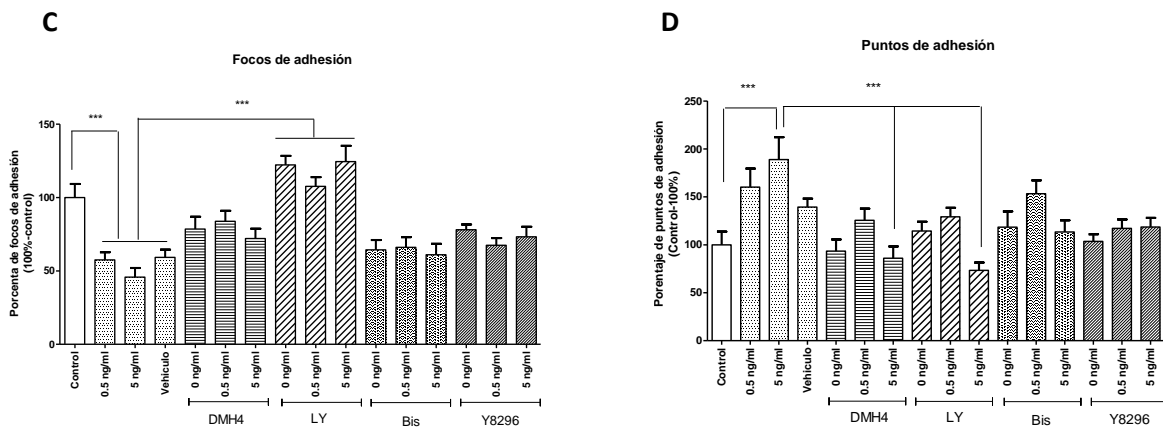 C
Focos de adhesión
***
***
Porcenta de focos de adhesión
(100%-control)
150
100
50
0
Control
0.5 ng/ml
5 ng/ml
Vehiculo
0 ng/ml
0.5 ng/ml
5 ng/ml
0 ng/ml
0.5 ng/ml
5 ng/ml
0 ng/ml
0.5 ng/ml
5 ng/ml
0 ng/ml
0.5 ng/ml
5 ng/ml
DMH4
LY
Bis
Y8296
D
Puntos de adhesión
***
***
Porentaje de puntos de adhesión
(Control-100%)
250
200
150
100
50
0
Control
0.5 ng/ml
5 ng/ml
Vehiculo
0 ng/ml
0.5 ng/ml
5 ng/ml
0 ng/ml
0.5 ng/ml
5 ng/ml
0 ng/ml
0.5 ng/ml
5 ng/ml
0 ng/ml
0.5 ng/ml
5 ng/ml
DMH4
LY
Bis
Y8296